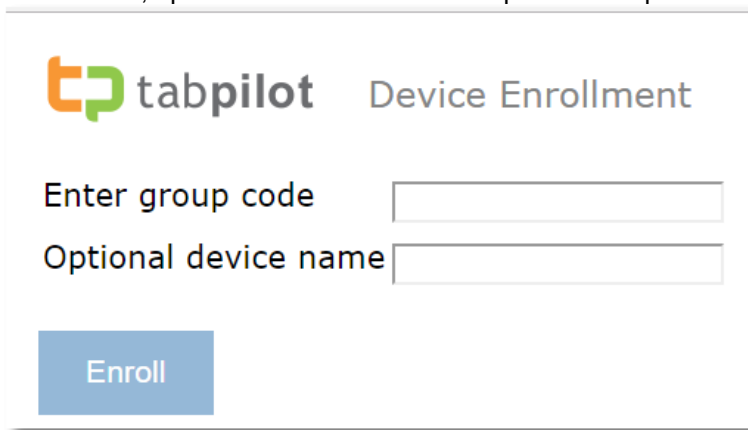 tabpilot Device Enrollment
Enter group code
Optional device name
Enroll